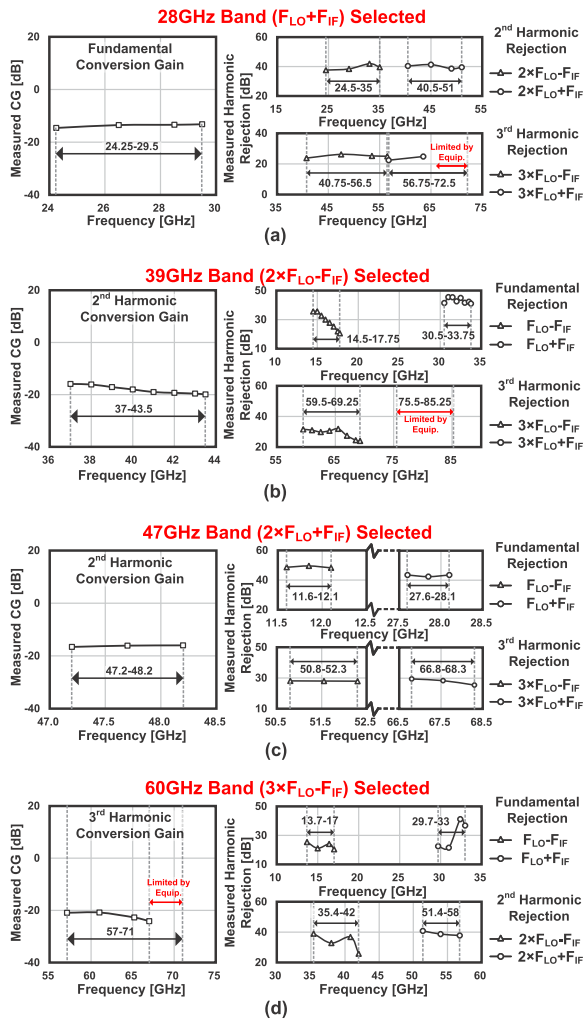 28GHz Band (FLO+FIF) Selected
Measured CG [dB]
20
0
-20
-40
Fundamental
Conversion Gain
24.25-29.5
24
26
28
30
Frequency [GHz]
Measured Harmonic
Rejection [dB]
60
40
20
24.5-35
40.5-51
15
25
35
45
55
Frequency [GHz]
2nd Harmonic
Rejection
2×FLO-FIF
2×FLO+FIF
60
40
20
0
Limited by
Equip.
40.75-56.5
56.75-72.5
35
45
55
65
75
Frequency [GHz]
3rd Harmonic
Rejection
3×FLO-FIF
3×FLO+FIF
(a)
39GHz Band (2×FLO-FIF) Selected
Measured CG [dB]
20
0
-20
-40
2nd Harmonic
Conversion Gain
37-43.5
36
38
40
42
44
Frequency [GHz]
Measured Harmonic
Rejection [dB]
50
30
10
14.5-17.75
30.5-33.75
10
15
20
25
30
35
Frequency [GHz]
Fundamental
Rejection
FLO-FIF
FLO+FIF
60
40
20
59.5-69.25
75.5-85.25
Limited by
Equip.
55
65
75
85
Frequency [GHz]
3rd Harmonic
Rejection
3×FLO-FIF
3×FLO+FIF
(b)
47GHz Band (2×FLO+FIF) Selected
Measured CG [dB]
20
0
-20
-40
2nd Harmonic
Conversion Gain
47.2-48.2
47.0
47.5
48.0
48.5
Frequency [GHz]
Measured Harmonic
Rejection [dB]
60
40
20
11.6-12.1
27.6-28.1
11.5
12.0
12.5
27.5
28.0
28.5
Frequency [GHz]
Fundamental
Rejection
FLO-FIF
FLO+FIF
50
30
10
50.8-52.3
66.8-68.3
50.5
51.5
52.5
66.5
67.5
68.5
Frequency [GHz]
3rd Harmonic
Rejection
3×FLO-FIF
3×FLO+FIF
(c)
60GHz Band (3×FLO-FIF) Selected
Measured CG [dB]
20
0
-20
-40
3rd Harmonic
Conversion Gain
Limited by
Equip.
57-71
55
60
65
70
75
Frequency [GHz]
Measured Harmonic
Rejection [dB]
50
30
10
13.7-17
29.7-33
10
15
20
25
30
35
Frequency [GHz]
Fundamental
Rejection
FLO-FIF
FLO+FIF
60
40
20
35.4-42
51.4-58
30
35
40
45
50
55
60
Frequency [GHz]
2nd Harmonic
Rejection
2×FLO-FIF
2×FLO+FIF
(d)